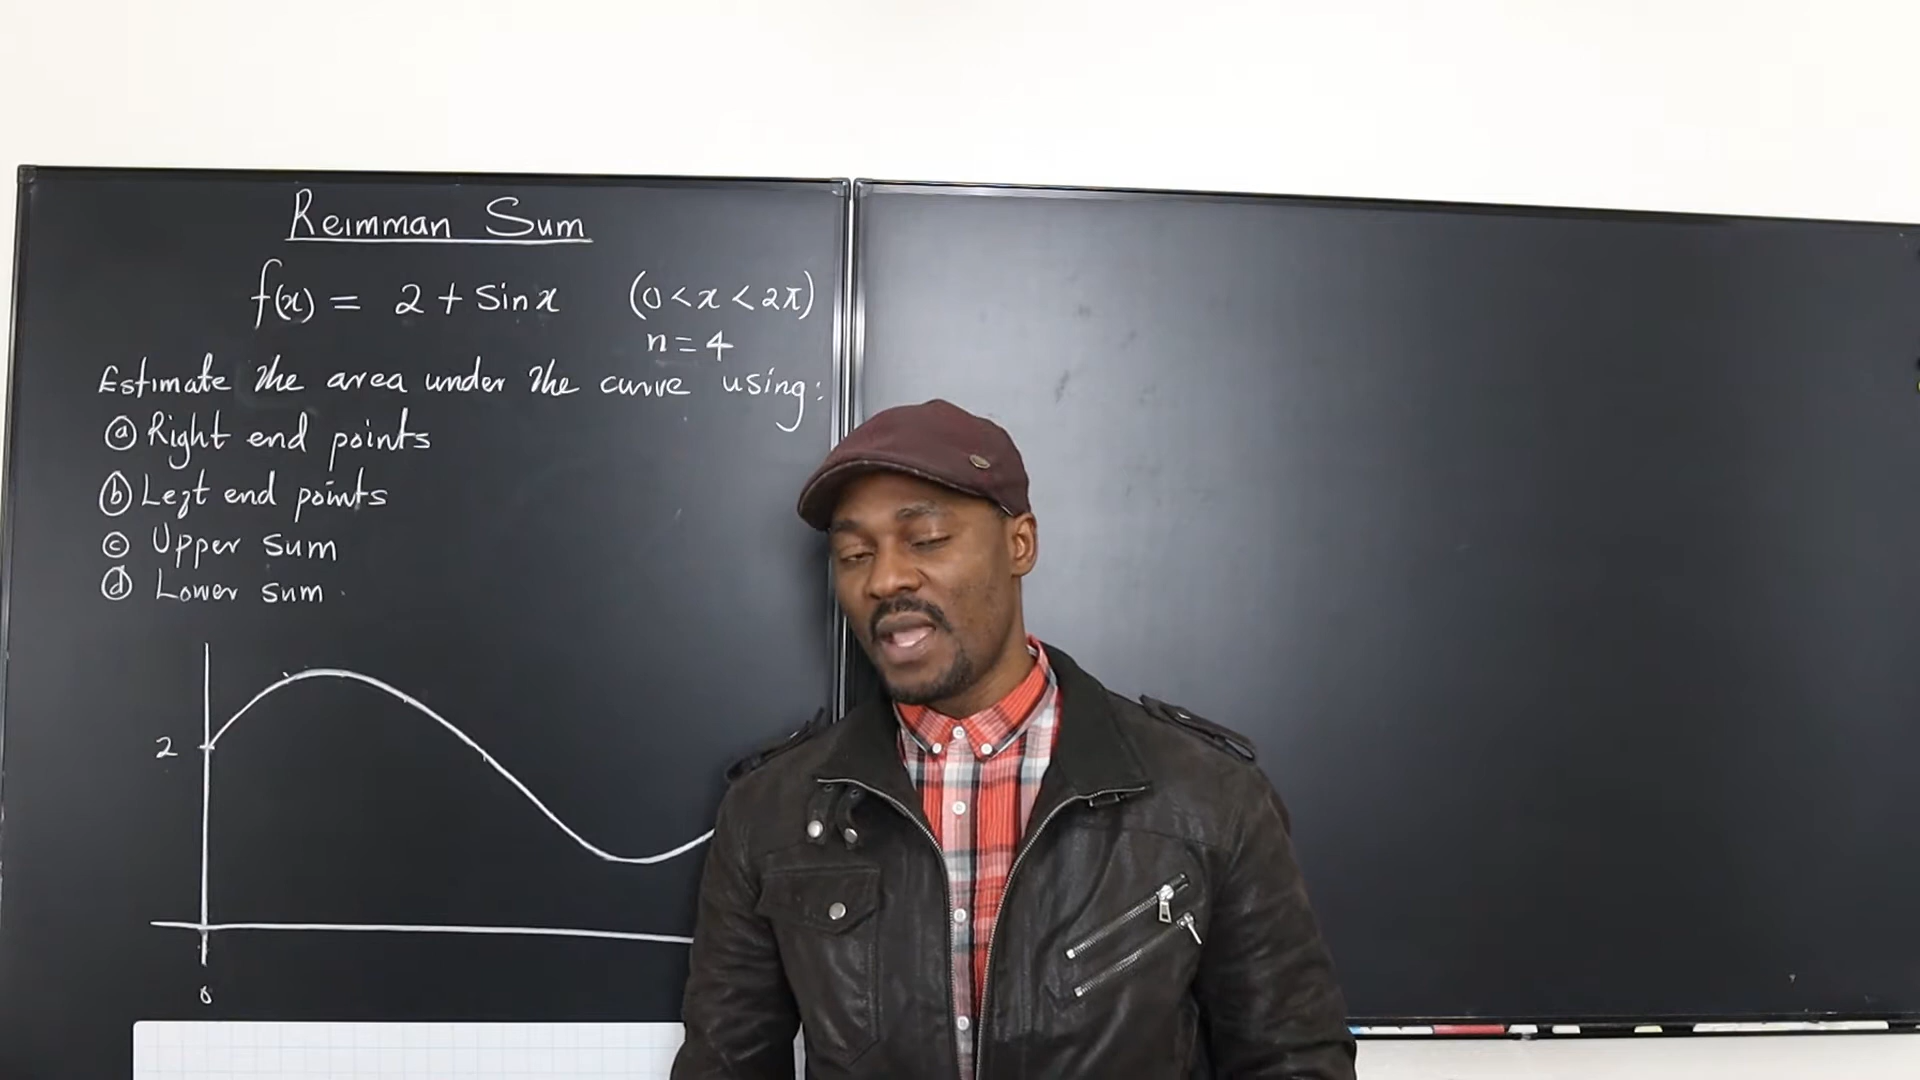 Reimman Sum
f(x) = 2 + Sin x (0 < x < 2π)
n = 4
Estimate the area under the curve using:
ⓐ Right end points
ⓑ Left end points
ⓒ Upper sum
ⓓ Lower sum
2
0